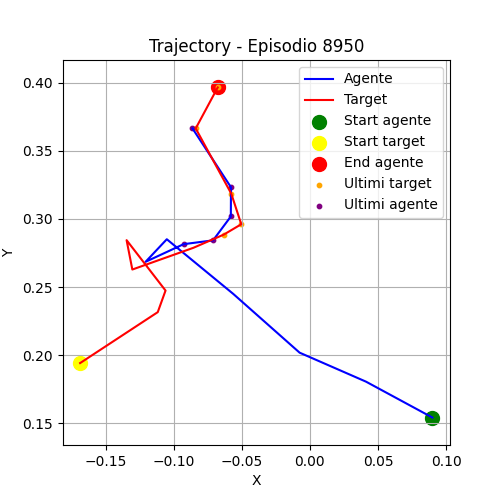 Trajectory - Episodio 8950
Agente
Target
Start agente
Start target
End agente
Ultimi target
Ultimi agente
Y
0.40
0.35
0.30
0.25
0.20
0.15
−0.15 −0.10 −0.05 0.00 0.05 0.10
X